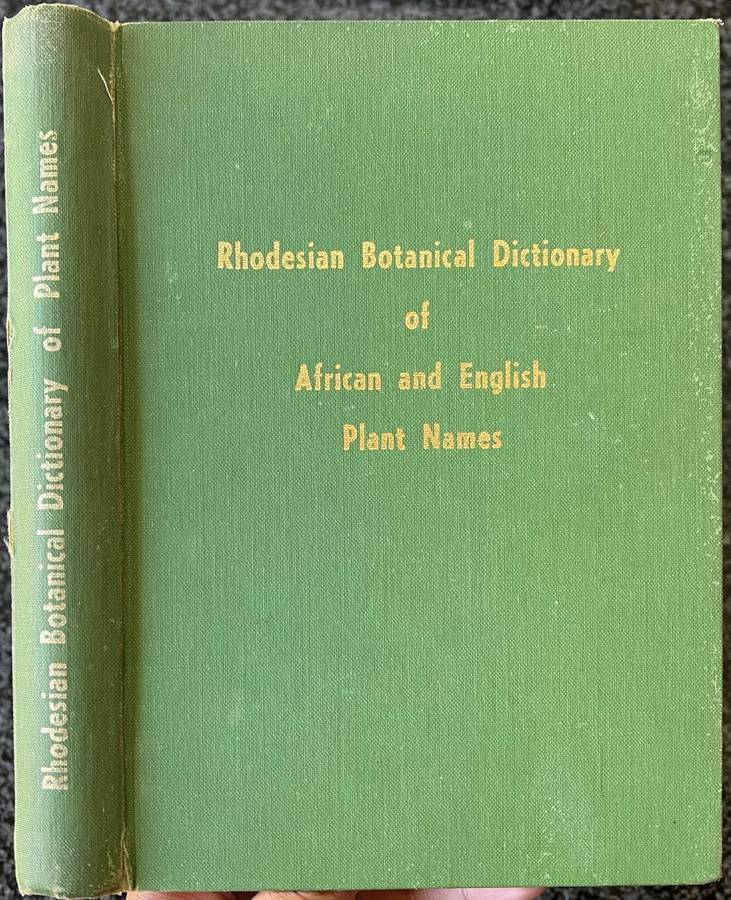 Rhodesian Botanical Dictionary of Plant Names
Rhodesian Botanical Dictionary
of
African and English
Plant Names